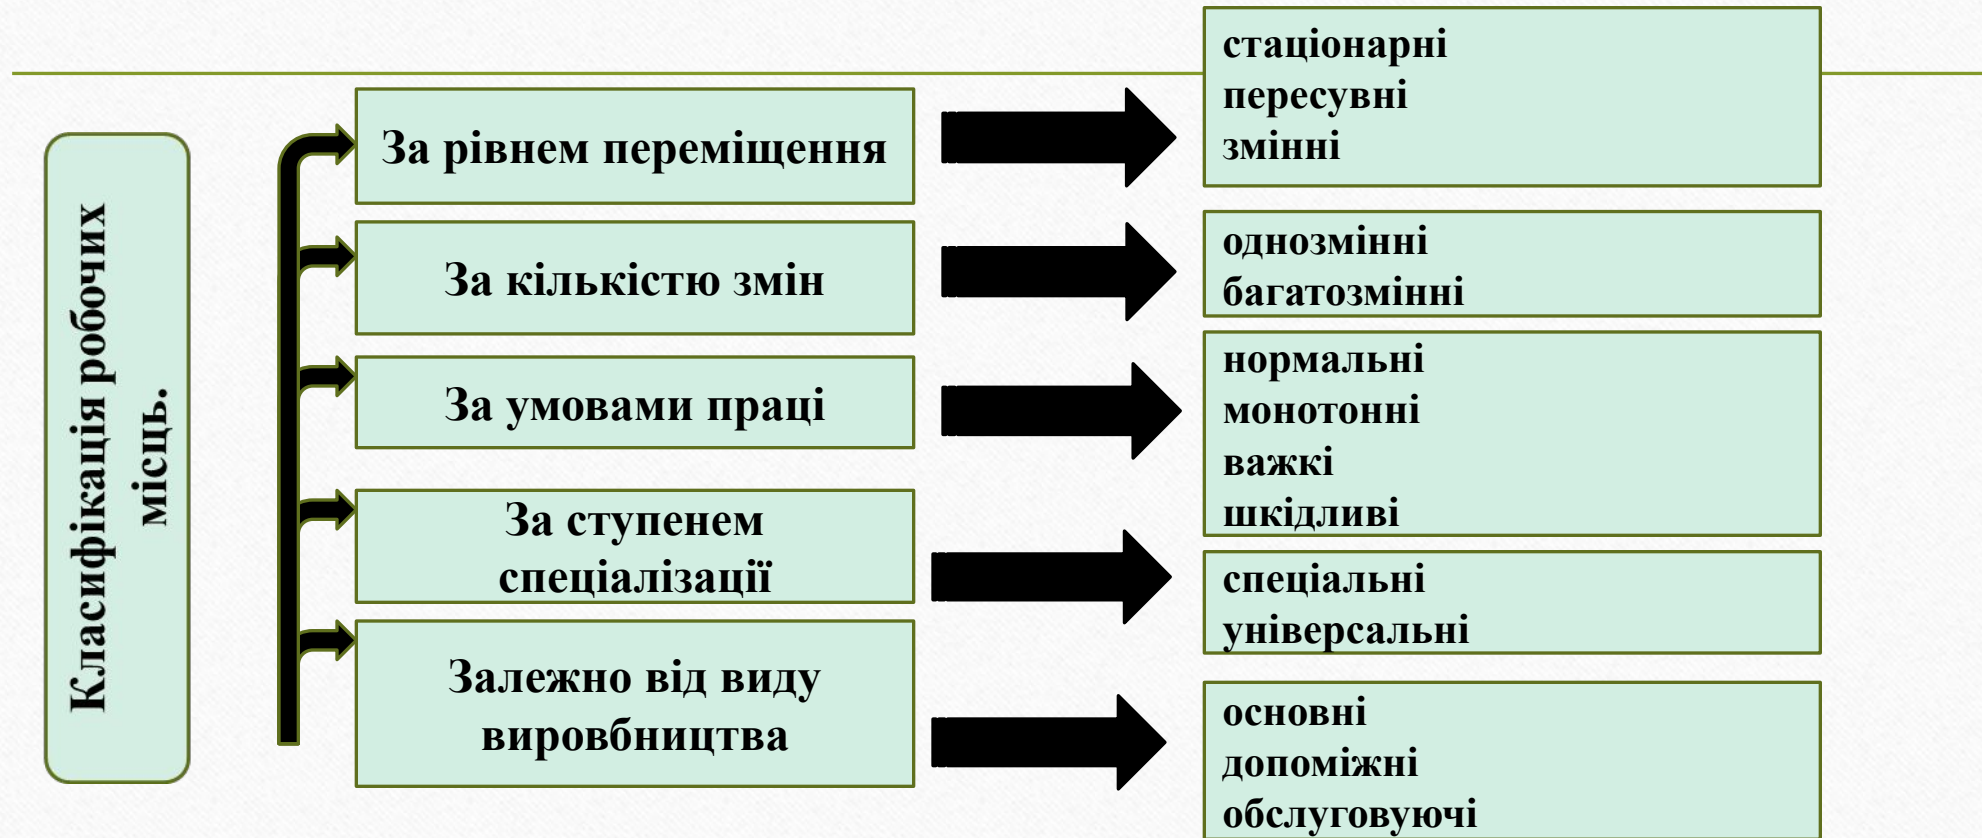 Класифікація робочих
місць.
За рівнем переміщення
стаціонарні
пересувні
змінні
За кількістю змін
однозмінні
багатозмінні
За умовами праці
нормальні
монотонні
важкі
шкідливі
За ступенем
спеціалізації
спеціальні
універсальні
Залежно від виду
вировбництва
основні
допоміжні
обслуговуючі